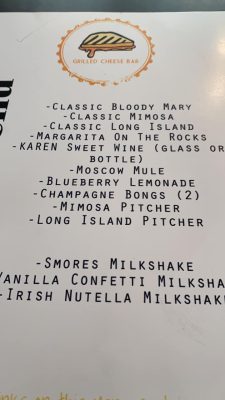 GRILLED CHEESE BAR
-CLASSIC BLOODY MARY
-CLASSIC MIMOSA
-CLASSIC LONG ISLAND
-MARGARITA ON THE ROCKS
-KAREN SWEET WINE (GLASS OR
BOTTLE)
-MOSCOW MULE
-BLUEBERRY LEMONADE
-CHAMPAGNE BONGS (2)
-MIMOSA PITCHER
-LONG ISLAND PITCHER
-SMORES MILKSHAKE
VANILLA CONFETTI MILKSHA
-IRISH NUTELLA MILKSHAKE